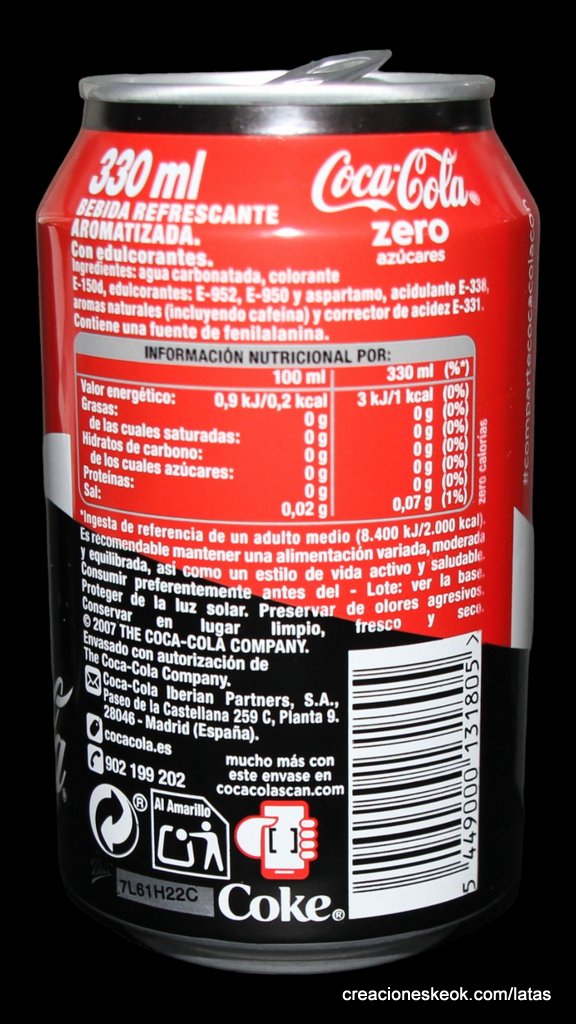 330 ml
BEBIDA REFRESCANTE
AROMATIZADA.
Con edulcorantes.
Coca-Cola®
zero
azúcares
Ingredientes: agua carbonatada, colorante
E-150d, edulcorantes: E-952, E-950 y aspartamo, acidulante E-338,
aromas naturales (incluyendo cafeína) y corrector de acidez E-331.
Contiene una fuente de fenilalanina.
INFORMACIÓN NUTRICIONAL POR:
100 ml 330 ml (%*)
Valor energético: 0,9 kJ/0,2 kcal 3 kJ/1 kcal (0%)
Grasas: 0 g 0 g (0%)
de las cuales saturadas: 0 g 0 g (0%)
Hidratos de carbono: 0 g 0 g (0%)
de los cuales azúcares: 0 g 0 g (0%)
Proteínas: 0 g 0 g (0%)
Sal: 0,02 g 0,07 g (1%)
zero calorías
#compartecocacolacon
*Ingesta de referencia de un adulto medio (8.400 kJ/2.000 kcal).
Es recomendable mantener una alimentación variada, moderada
y equilibrada, así como un estilo de vida activo y saludable.
Consumir preferentemente antes del - Lote: ver la base.
Proteger de la luz solar. Preservar de olores agresivos.
Conservar en lugar limpio, fresco y seco.
© 2007 THE COCA-COLA COMPANY.
Envasado con autorización de
The Coca-Cola Company.
Coca-Cola Iberian Partners, S.A.,
Paseo de la Castellana 259 C, Planta 9.
28046 - Madrid (España).
cocacola.es
902 199 202
mucho más con
este envase en
cocacolascan.com
®
Al Amarillo
[ ]
7L61H22C
Coke®
5 449000 131805 >
creacioneskeok.com/latas